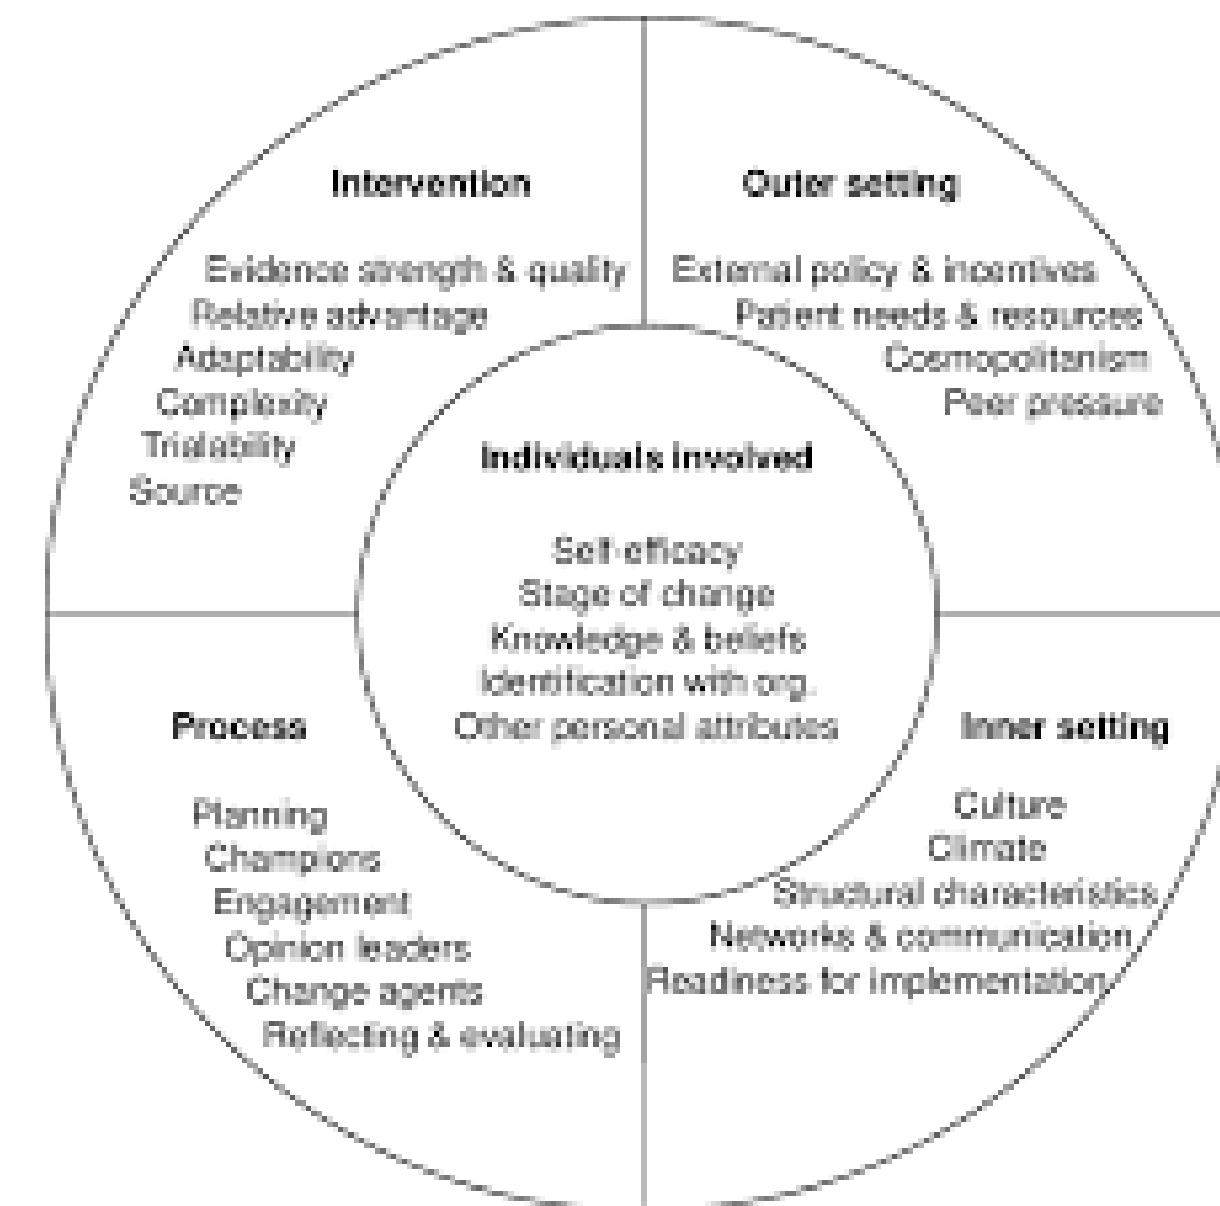 Intervention
Evidence strength & quality
Relative advantage
Adaptability
Complexity
Trialability
Source
Outer setting
External policy & incentives
Patient needs & resources
Cosmopolitanism
Peer pressure
Individuals involved
Self-efficacy
Stage of change
Knowledge & beliefs
Identification with org.
Other personal attributes
Process
Planning
Champions
Engagement
Opinion leaders
Change agents
Reflecting & evaluating
Inner setting
Culture
Climate
Structural characteristics
Networks & communication
Readiness for implementation